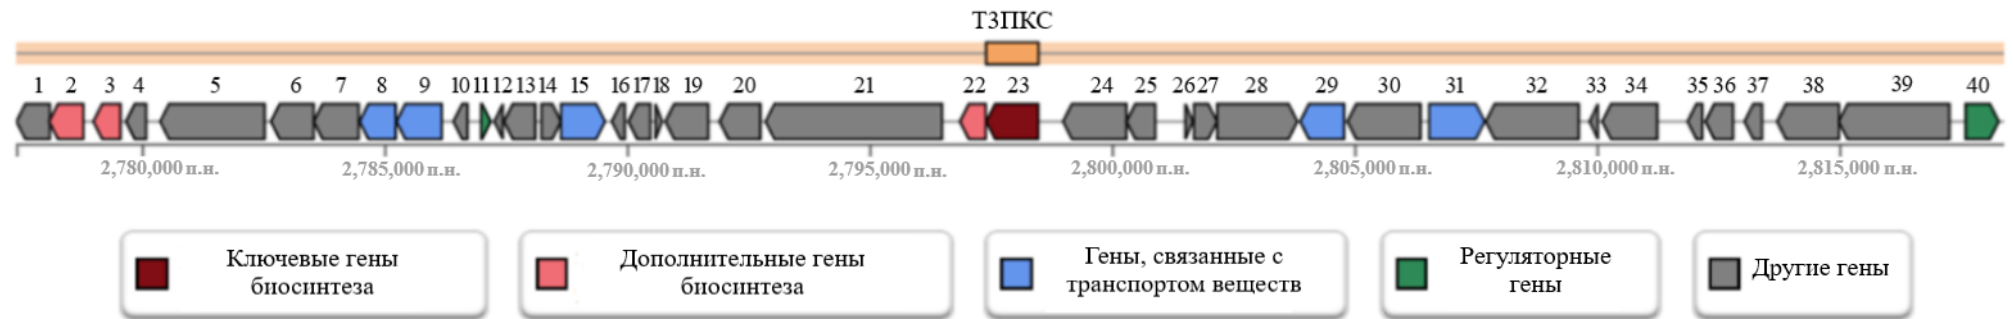 ТЗПКС
1 2 3 4 5 6 7 8 9 10 11 12 13 14 15 16 17 18 19 20 21 22 23 24 25 26 27 28 29 30 31 32 33 34 35 36 37 38 39 40
2,780,000 п.н. 2,785,000 п.н. 2,790,000 п.н. 2,795,000 п.н. 2,800,000 п.н. 2,805,000 п.н. 2,810,000 п.н. 2,815,000 п.н.
Ключевые гены
биосинтеза
Дополнительные гены
биосинтеза
Гены, связанные с
транспортом веществ
Регуляторные
гены
Другие гены